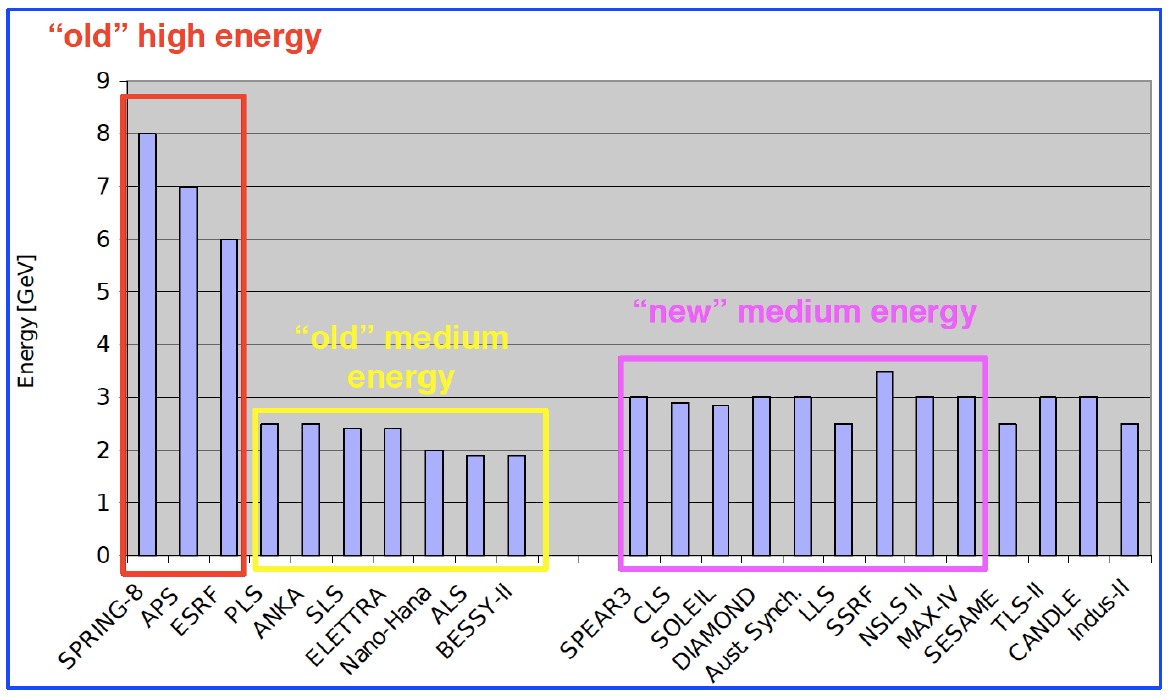 “old” high energy
9
8
7
6
5
4
3
2
1
0
Energy [GeV]
“old” medium
energy
“new” medium energy
SPRING-8
APS
ESRF
PLS
ANKA
SLS
ELETTRA
Nano-Hana
ALS
BESSY-II
SPEAR3
CLS
SOLEIL
DIAMOND
Aust Synch.
LLS
SSRF
NSLS II
MAX-IV
SESAME
TLS-II
CANDLE
Indus-II